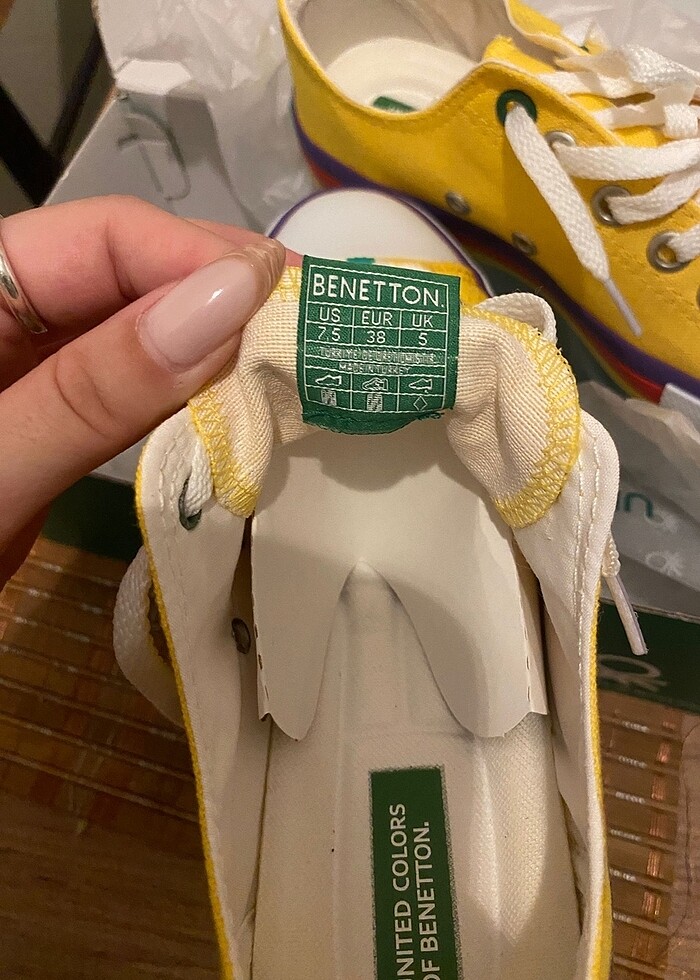 BENETTON.
US EUR UK
7.5 38 5
TÜRKİYE'DE ÜRETİLMİŞTİR
MADE IN TURKEY
UNITED COLORS
OF BENETTON.